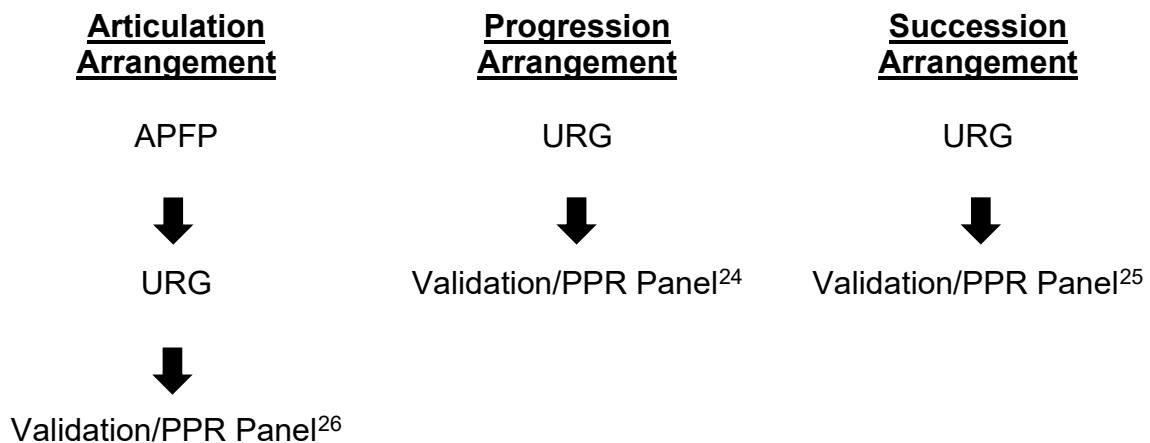 Articulation
Arrangement
APFP
URG
Validation/PPR Panel26
Progression
Arrangement
URG
Validation/PPR Panel24
Succession
Arrangement
URG
Validation/PPR Panel25